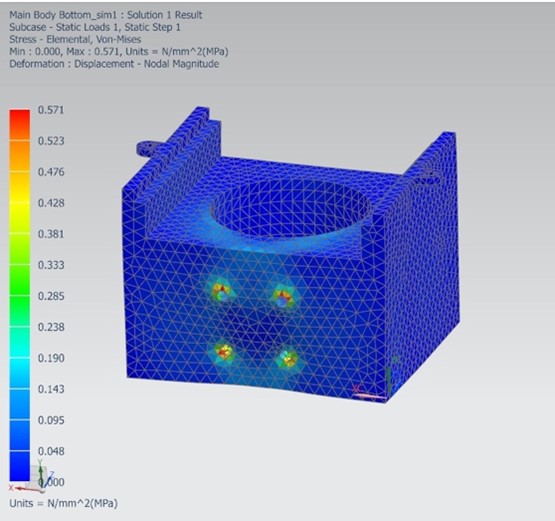 Main Body Bottom_sim1 : Solution 1 Result
Subcase - Static Loads 1, Static Step 1
Stress - Elemental, Von-Mises
Min : 0.000, Max : 0.571, Units = N/mm^2(MPa)
Deformation : Displacement - Nodal Magnitude
0.571
0.523
0.476
0.428
0.381
0.333
0.285
0.238
0.190
0.143
0.095
0.048
0.000
Y
Z
X
Units = N/mm^2(MPa)